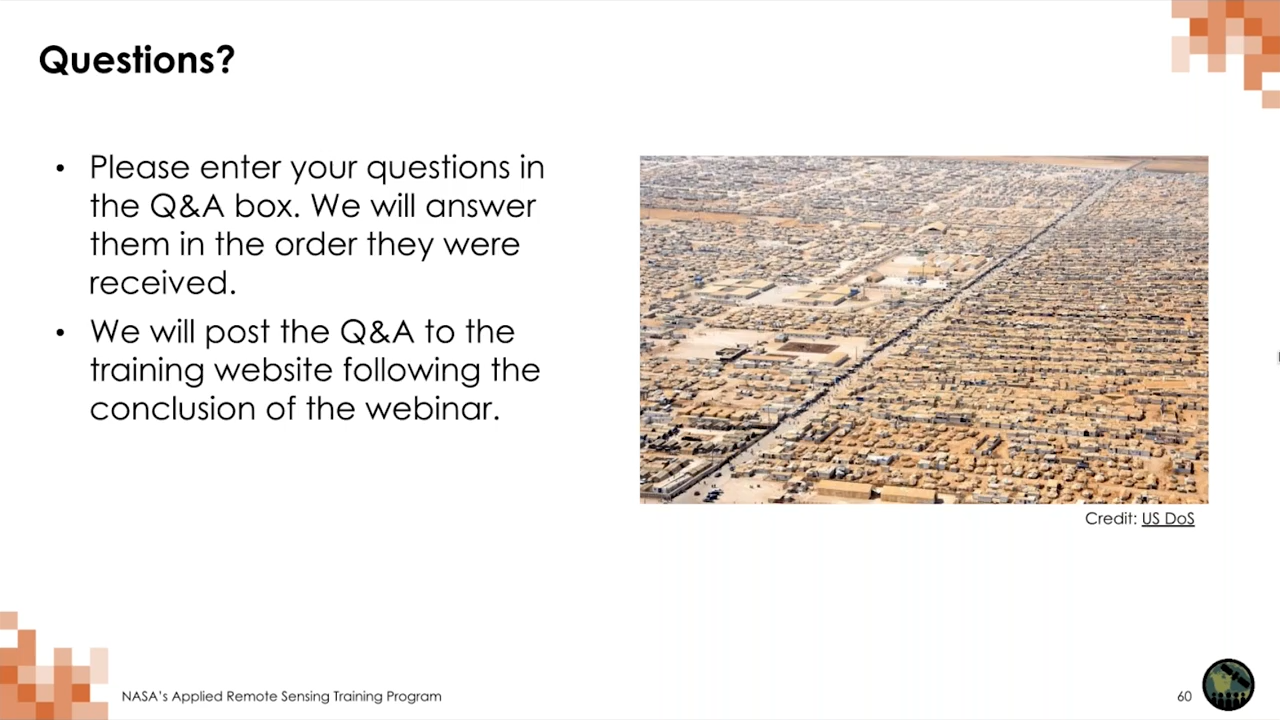 Questions?
• Please enter your questions in
the Q&A box. We will answer
them in the order they were
received.
• We will post the Q&A to the
training website following the
conclusion of the webinar.
Credit: US DoS
NASA's Applied Remote Sensing Training Program
60